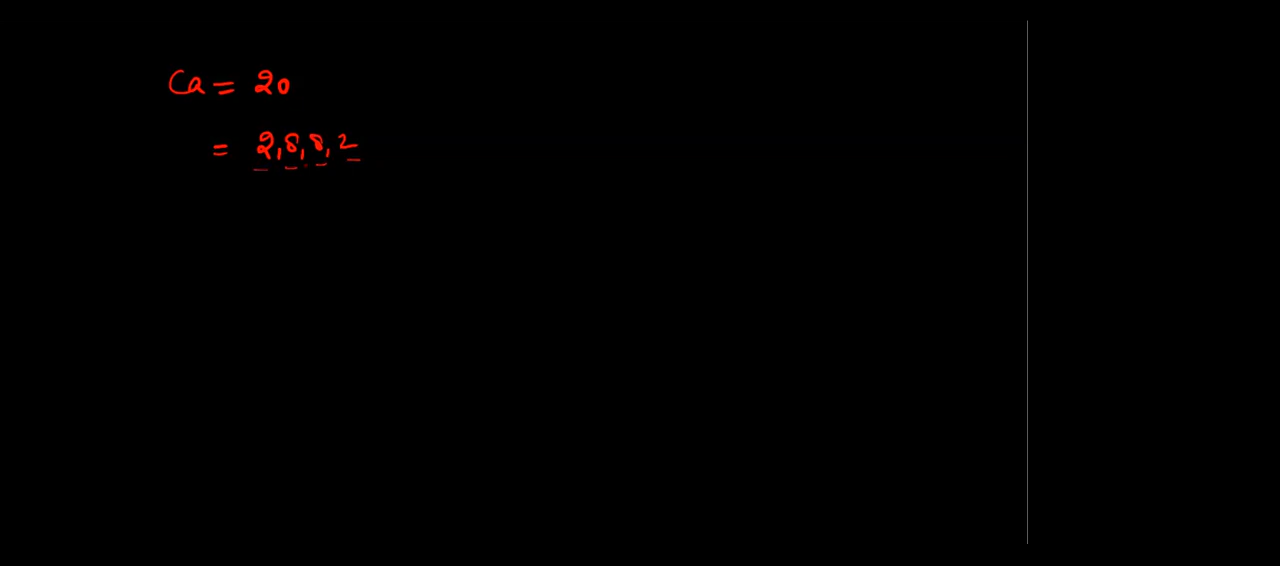 Ca = 20
= 2,8,8,2